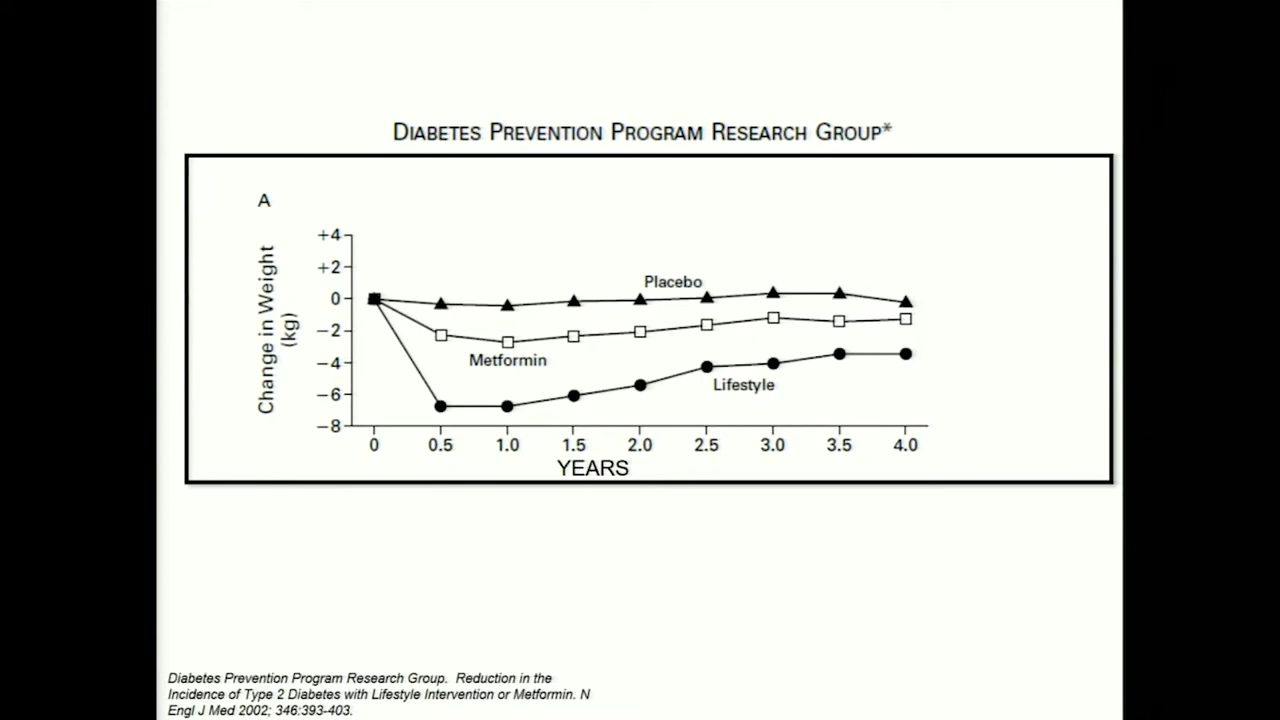 DIABETES PREVENTION PROGRAM RESEARCH GROUP*
A
Change in Weight
(kg)
+4
+2
0
−2
−4
−6
−8
Placebo
Metformin
Lifestyle
0 0.5 1.0 1.5 2.0 2.5 3.0 3.5 4.0
YEARS
Diabetes Prevention Program Research Group. Reduction in the
Incidence of Type 2 Diabetes with Lifestyle Intervention or Metformin. N
Engl J Med 2002; 346:393-403.